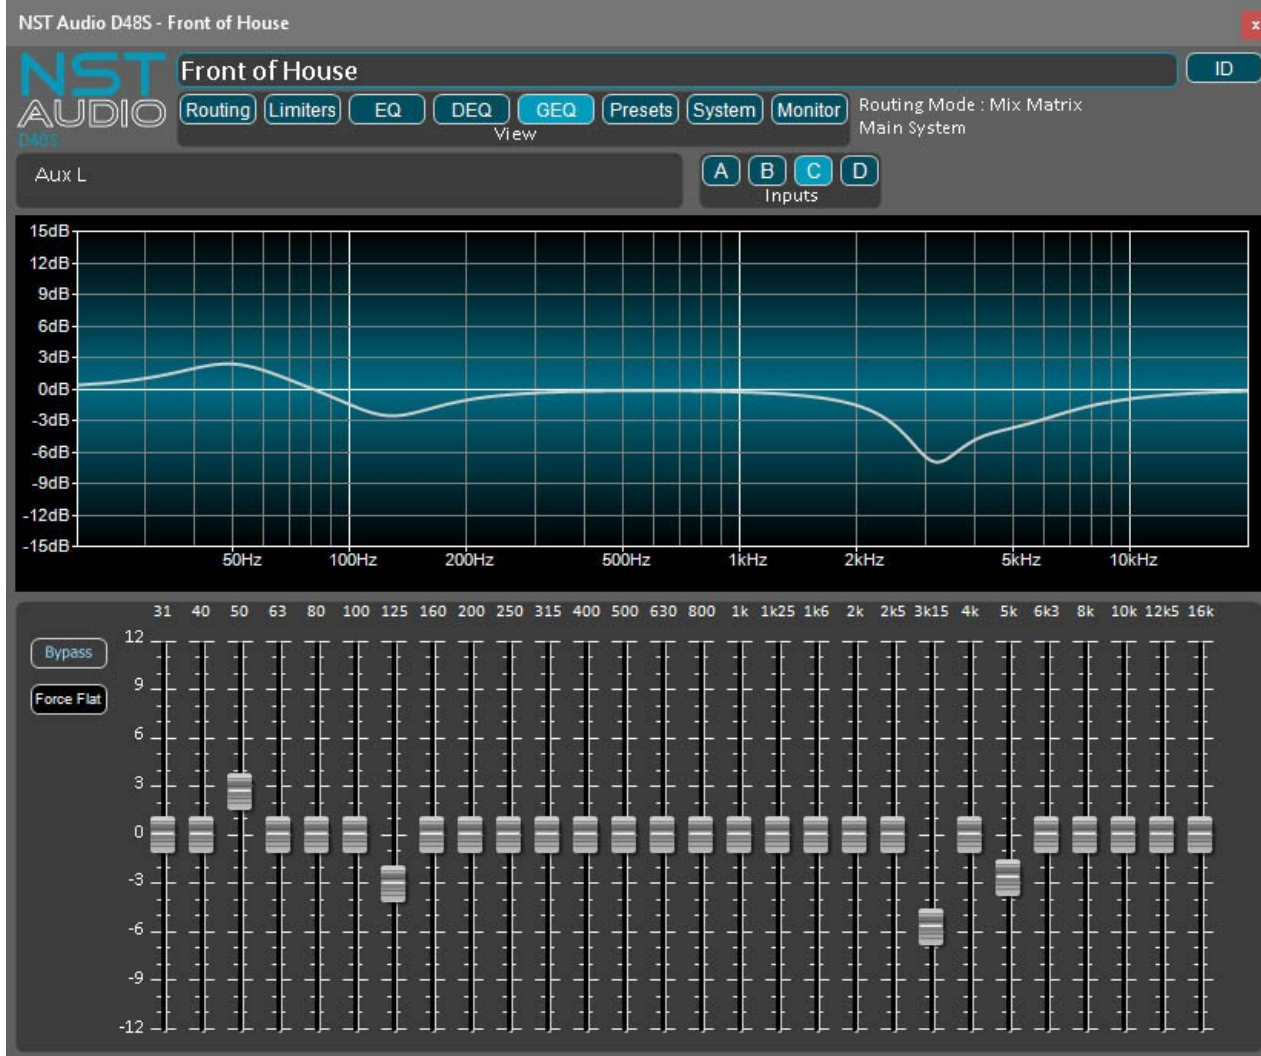 NST Audio D48S - Front of House
x
NST
AUDIO
D48S
Front of House
ID
Routing Limiters EQ DEQ GEQ Presets System Monitor
View
Routing Mode : Mix Matrix
Main System
Aux L
A B C D
Inputs
15dB
12dB
9dB
6dB
3dB
0dB
-3dB
-6dB
-9dB
-12dB
-15dB
50Hz 100Hz 200Hz 500Hz 1kHz 2kHz 5kHz 10kHz
31 40 50 63 80 100 125 160 200 250 315 400 500 630 800 1k 1k25 1k6 2k 2k5 3k15 4k 5k 6k3 8k 10k 12k5 16k
Bypass
Force Flat
12
9
6
3
0
-3
-6
-9
-12